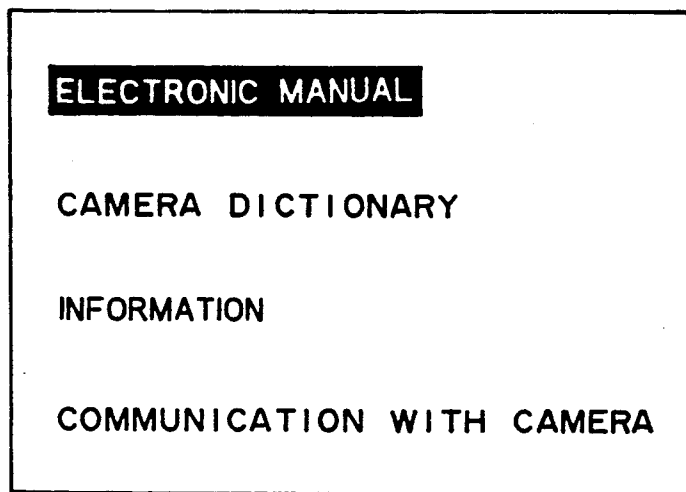 ELECTRONIC MANUAL
CAMERA DICTIONARY
INFORMATION
COMMUNICATION WITH CAMERA